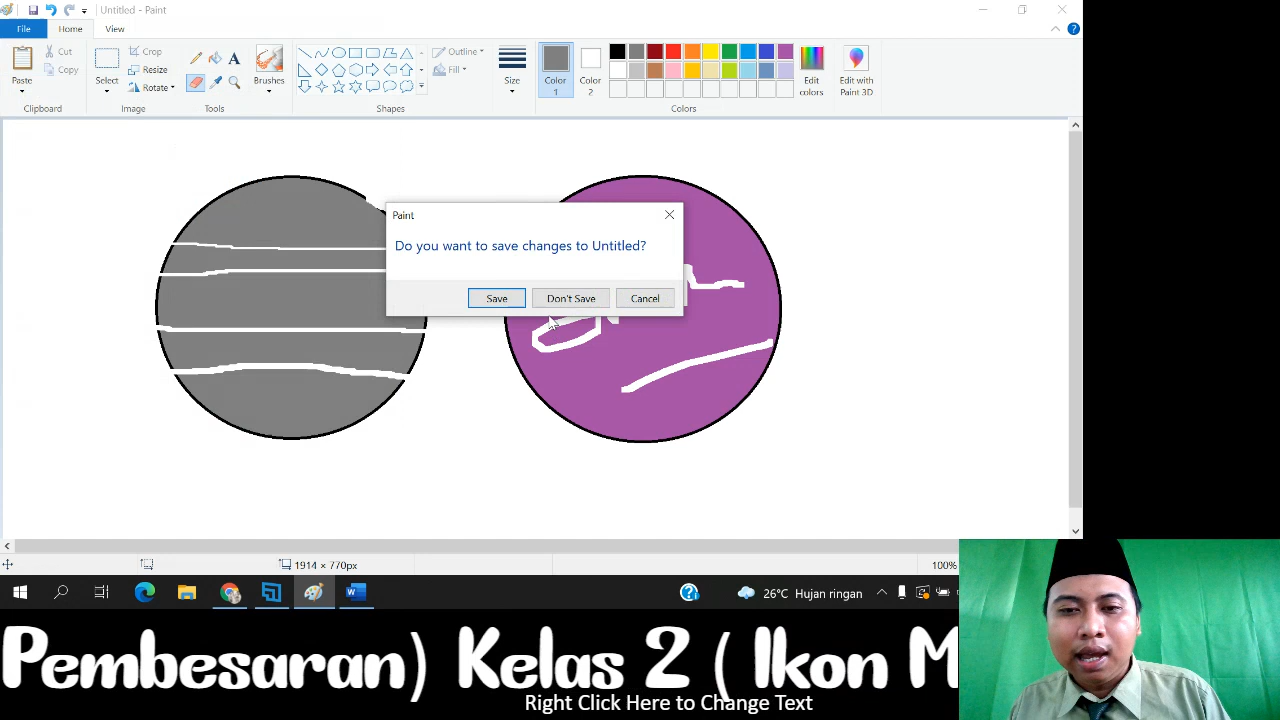 Untitled - Paint
File Home View
Paste
Cut
Copy
Clipboard
Select
Crop
Resize
Rotate
Image
A
Tools
Brushes
Outline
Fill
Shapes
Size
Color 1
Color 2
Edit colors
Colors
Edit with Paint 3D
Paint
Do you want to save changes to Untitled?
Save Don't Save Cancel
1914 × 770px
100%
26°C Hujan ringan
Pembesaran) Kelas 2 ( Ikon M
Right Click Here to Change Text